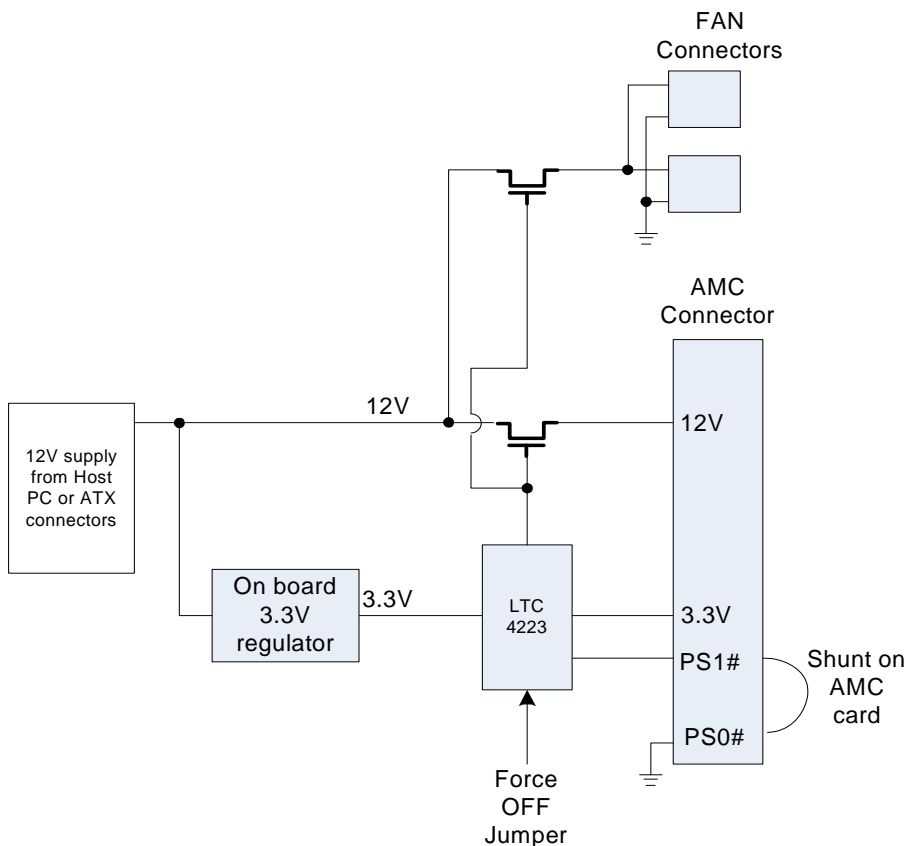 FAN
Connectors
AMC
Connector
12V
12V
12V supply
from Host
PC or ATX
connectors
On board
3.3V
regulator
3.3V
LTC
4223
3.3V
PS1#
Shunt on
AMC
card
PS0#
Force
OFF
Jumper